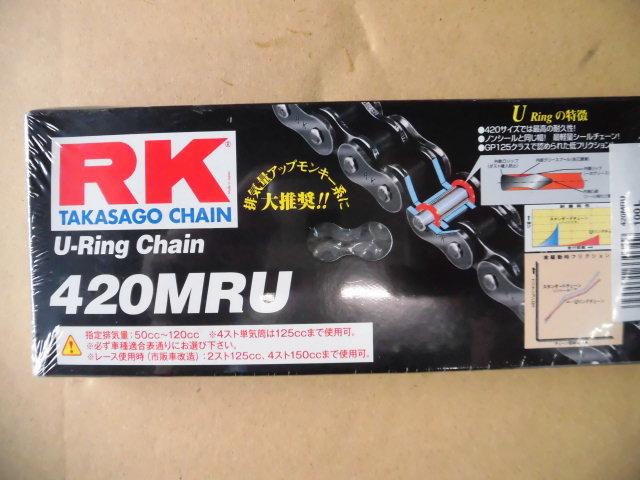 RK
TAKASAGO CHAIN
U-Ring Chain
420MRU
排気量アップモンキー系に
大推奨!!
指定排気量:50cc~120cc ※4スト単気筒は125ccまで使用可。
※必ず車種適合表通りにお選び下さい。
※レース使用時(市販車改造):2スト125cc、4スト150ccまで使用可。
U Ringの特徴
●420サイズでは最高の耐久性!
●ノンシールと同じ幅! 超軽量シールチェーン!
●GP125クラスで認められた低フリクション
420MRU
100L